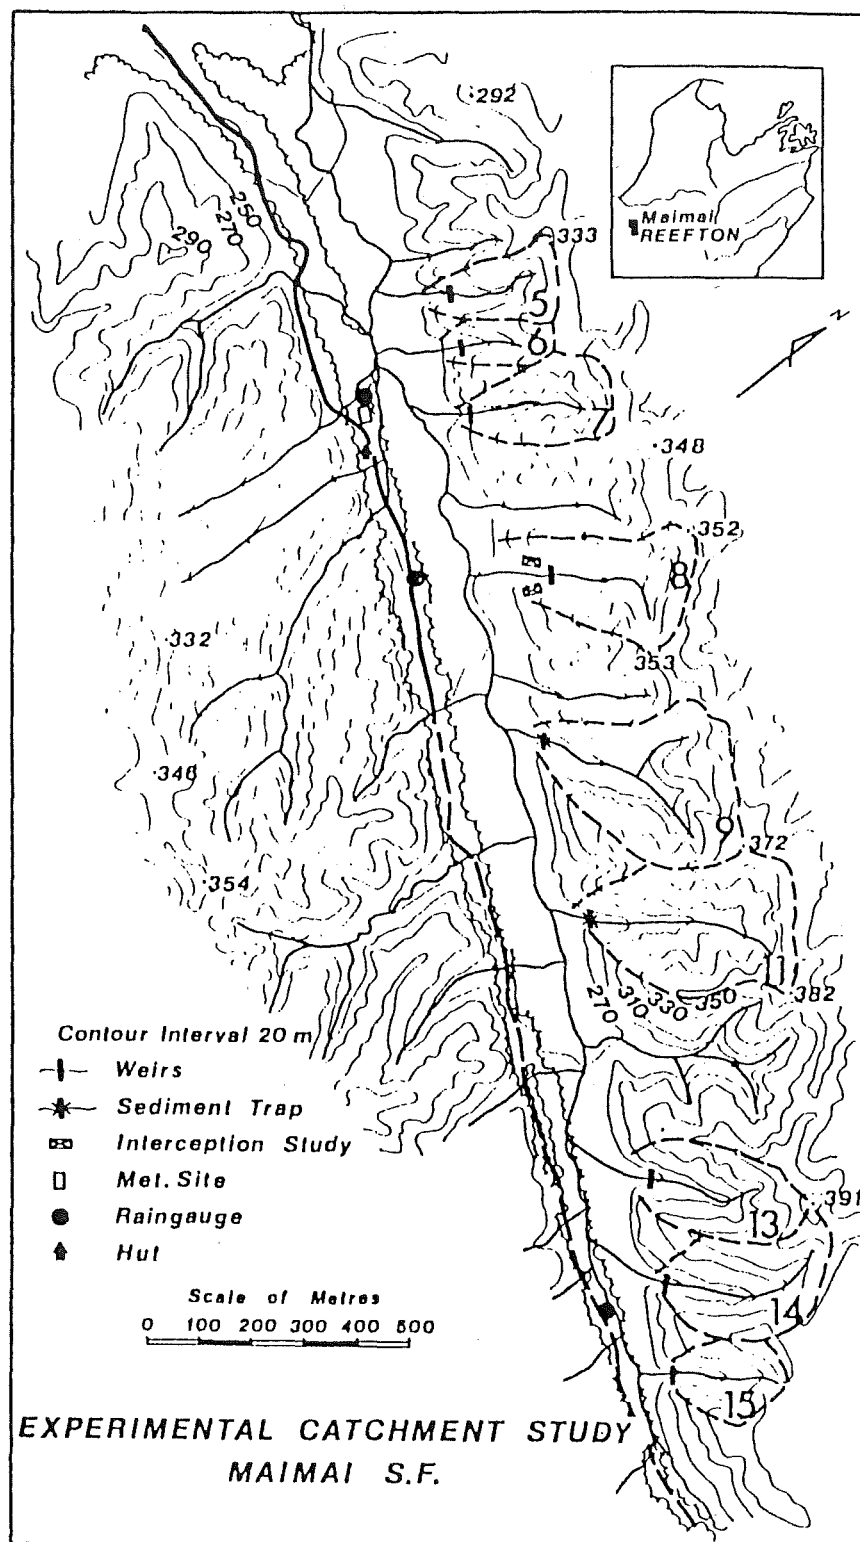 292
Maimai
REEFTON
N
333
250
270
290
5
6
7
348
352
8
332
353
346
9
372
354
11
382
270 310 330 350
Contour Interval 20 m
Weirs
Sediment Trap
Interception Study
Met. Site
Raingauge
Hut
391
13
14
15
Scale of Metres
0 100 200 300 400 500
EXPERIMENTAL CATCHMENT STUDY
MAIMAI S.F.